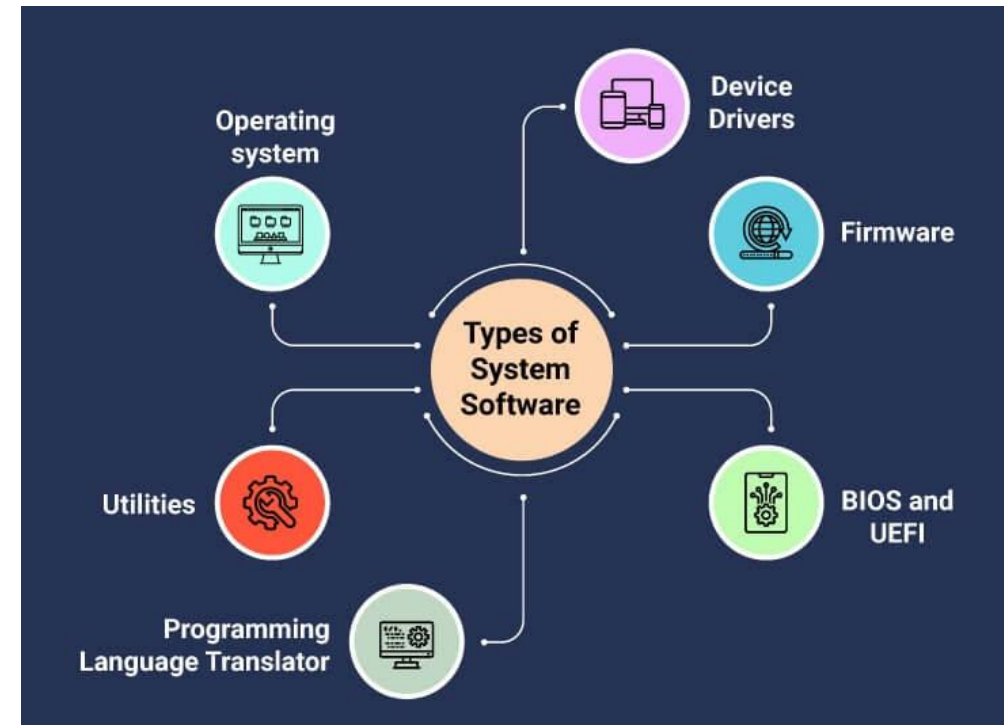 Device
Drivers
Operating
system
Firmware
Types of
System
Software
Utilities
BIOS and
UEFI
Programming
Language Translator